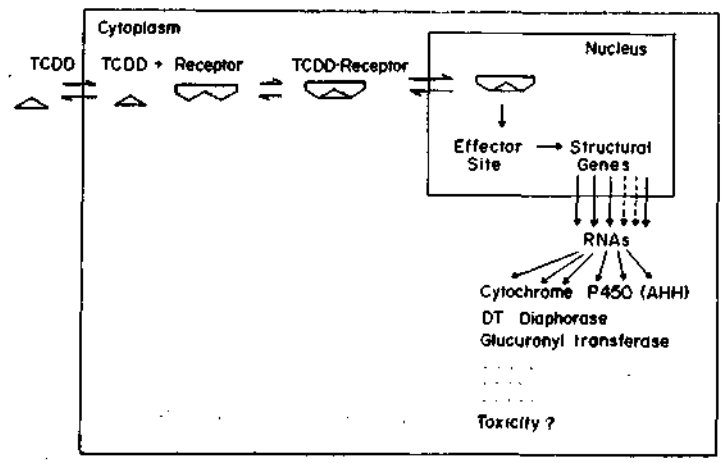 Cytoplasm
Nucleus
TCDD TCDD + Receptor TCDD-Receptor
Effector Site
Structural Genes
RNAs
Cytochrome P450 (AHH)
DT Diaphorase
Glucuronyl transferase
Toxicity ?